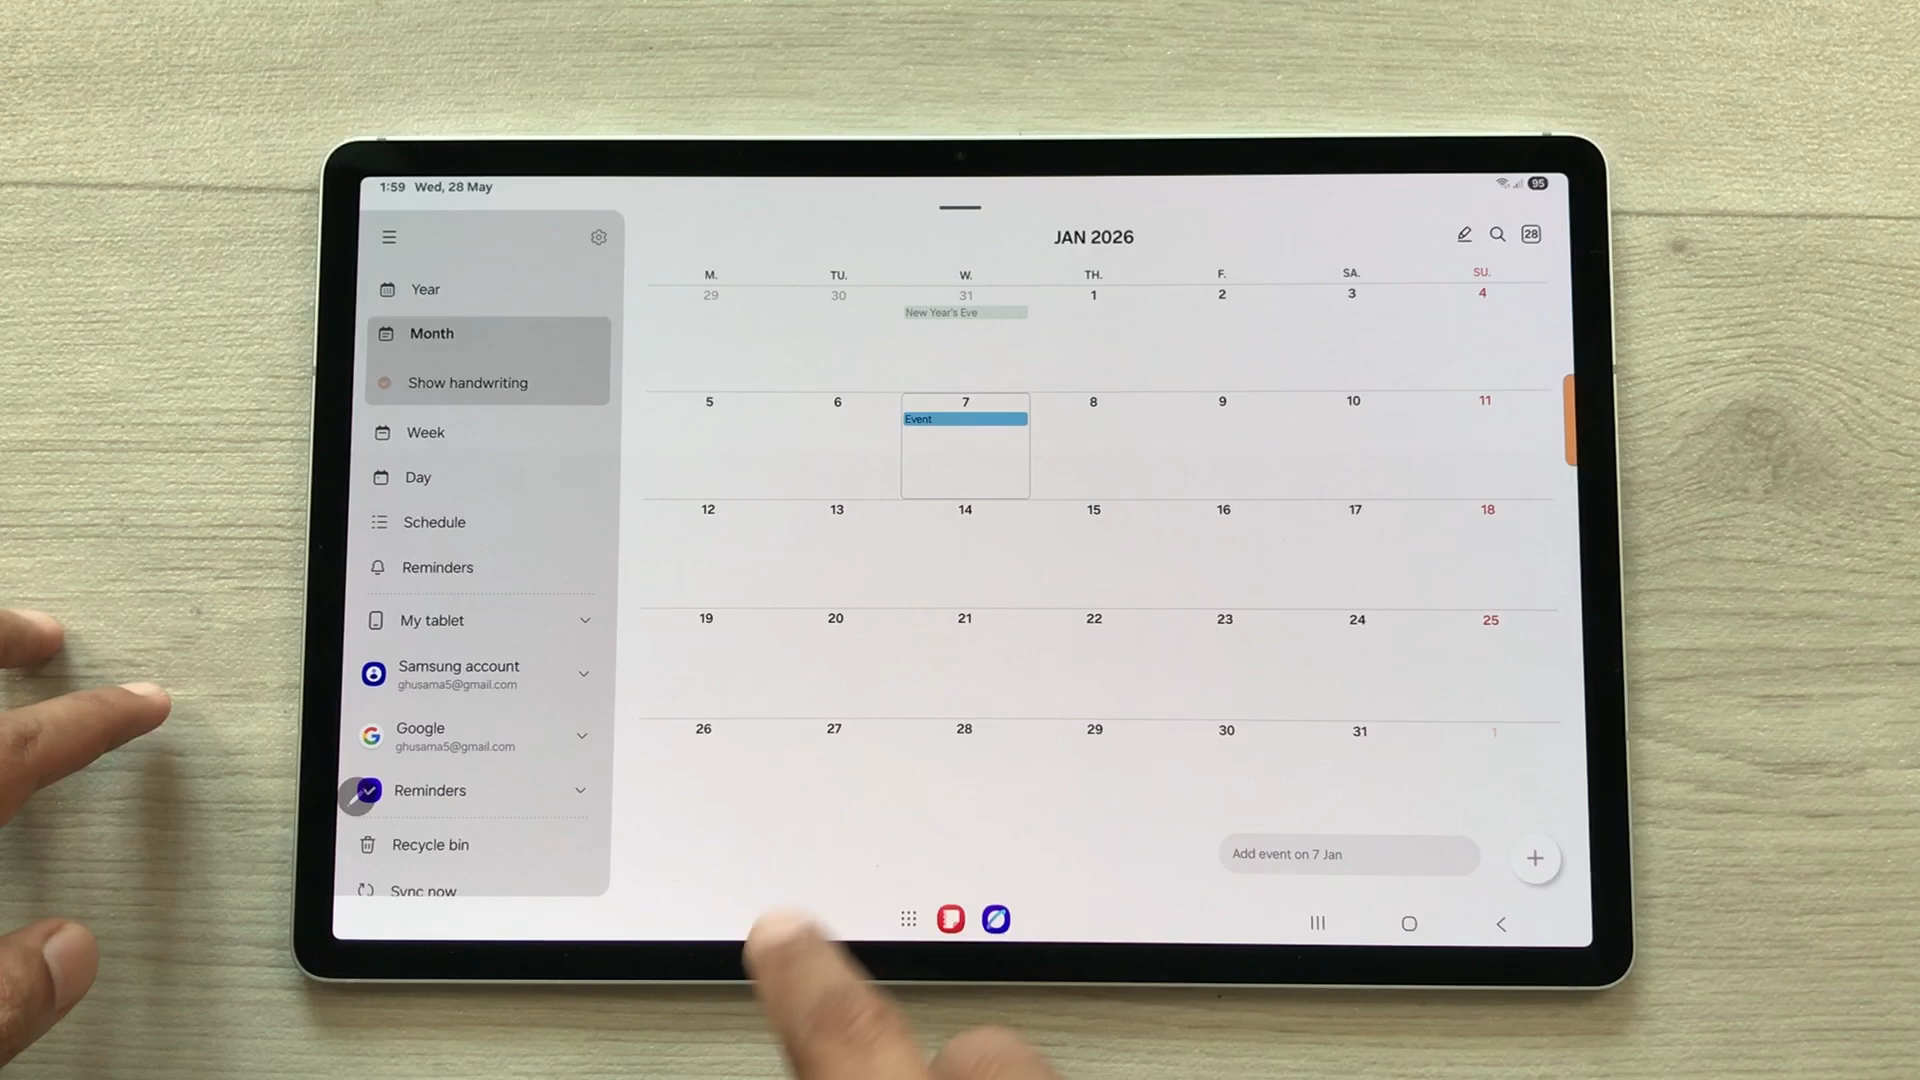 1:59 Wed, 28 May
95
JAN 2026
28
Year
Month
Show handwriting
Week
Day
Schedule
Reminders
My tablet
Samsung account
ghusama5@gmail.com
Google
ghusama5@gmail.com
Reminders
Recycle bin
Sync now
M. TU. W. TH. F. SA. SU.
29 30 31 1 2 3 4
New Year's Eve
5 6 7 8 9 10 11
Event
12 13 14 15 16 17 18
19 20 21 22 23 24 25
26 27 28 29 30 31 1
Add event on 7 Jan